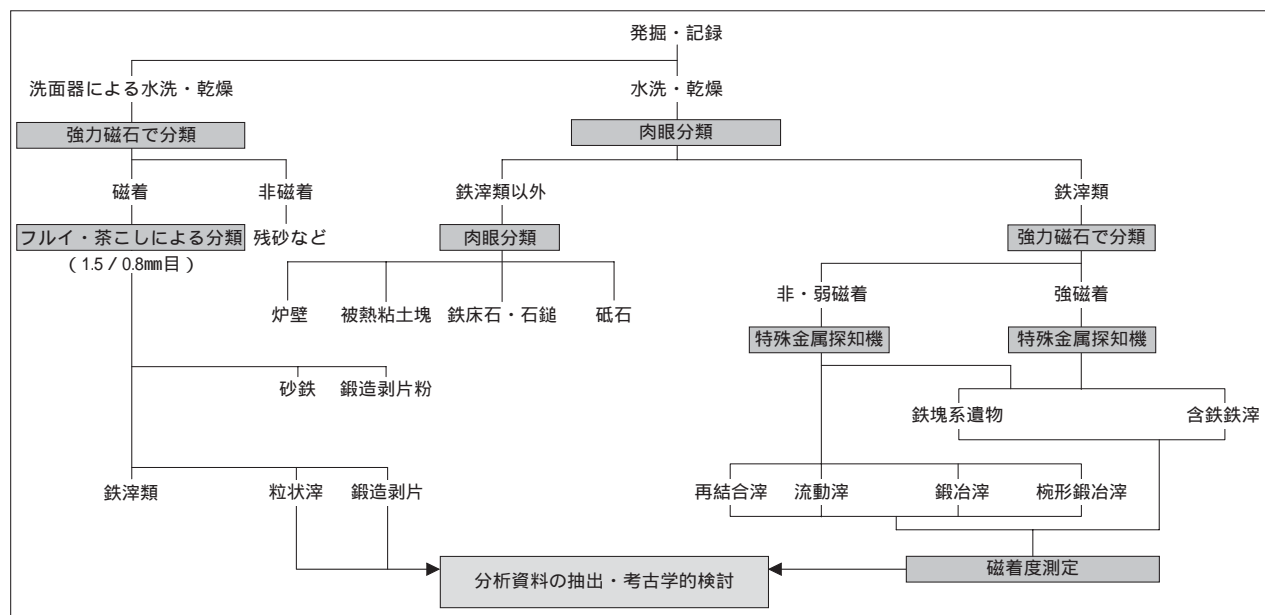 発掘・記録
洗面器による水洗・乾燥
水洗・乾燥
強力磁石で分類
肉眼分類
磁着
非磁着
鉄滓類以外
鉄滓類
フルイ・茶こしによる分類
残砂など
肉眼分類
強力磁石で分類
（1.5／0.8㎜目）
炉壁
被熱粘土塊
鉄床石・石鎚
砥石
非・弱磁着
強磁着
特殊金属探知機
特殊金属探知機
砂鉄
鍛造剥片粉
鉄塊系遺物
含鉄鉄滓
鉄滓類
粒状滓
鍛造剥片
再結合滓
流動滓
鍛冶滓
椀形鍛冶滓
分析資料の抽出・考古学的検討
磁着度測定